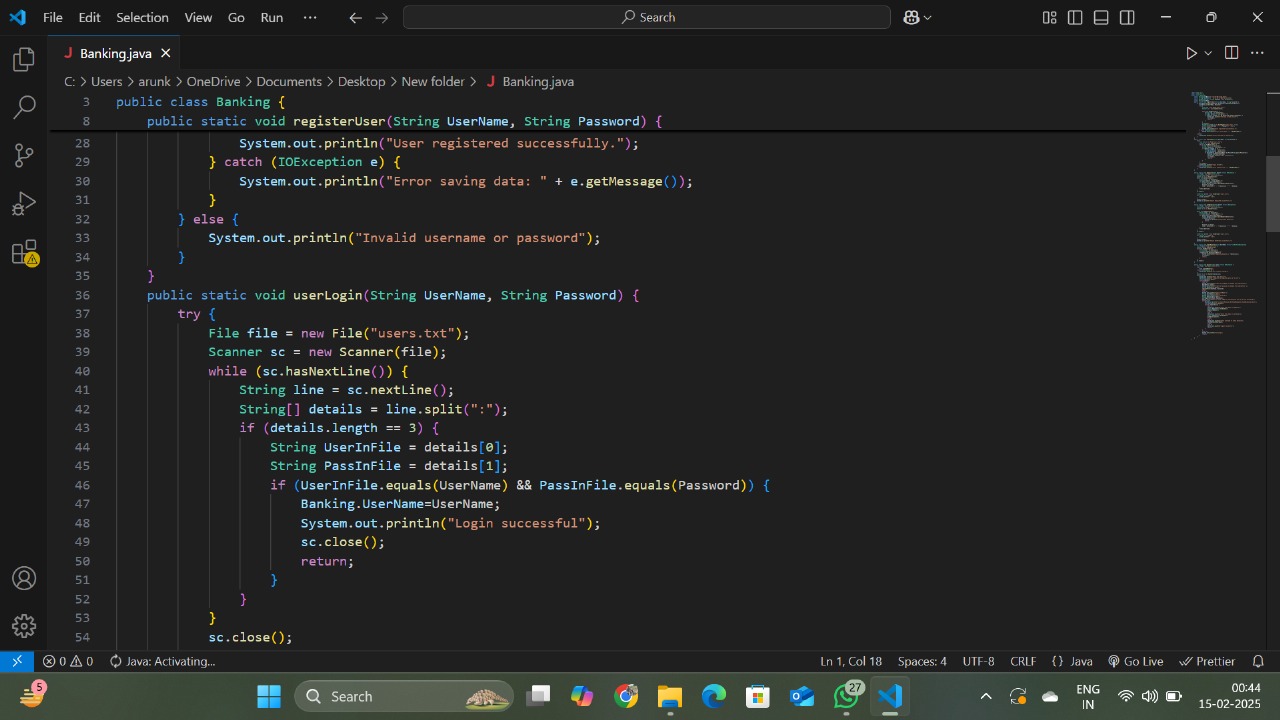 File Edit Selection View Go Run ··· Search
Banking.java
C: > Users > arunk > OneDrive > Documents > Desktop > New folder > Banking.java
3 public class Banking {
8 public static void registerUser(String UserName, String Password) {
28 System.out.println("User registered successfully.");
29 } catch (IOException e) {
30 System.out.println("Error saving user: " + e.getMessage());
31 }
32 } else {
33 System.out.println("Invalid username or password");
34 }
35 }
36 public static void userlogin(String UserName, String Password) {
37 try {
38 File file = new File("users.txt");
39 Scanner sc = new Scanner(file);
40 while (sc.hasNextLine()) {
41 String line = sc.nextLine();
42 String[] details = line.split(":");
43 if (details.length == 3) {
44 String UserInFile = details[0];
45 String PassInFile = details[1];
46 if (UserInFile.equals(UserName) && PassInFile.equals(Password)) {
47 Banking.UserName=UserName;
48 System.out.println("Login successful");
49 sc.close();
50 return;
51 }
52 }
53 }
54 sc.close();
0 0 Java: Activating... Ln 1, Col 18 Spaces: 4 UTF-8 CRLF {} Java Go Live Prettier
5 Search 27 ENG IN 00:44 15-02-2025